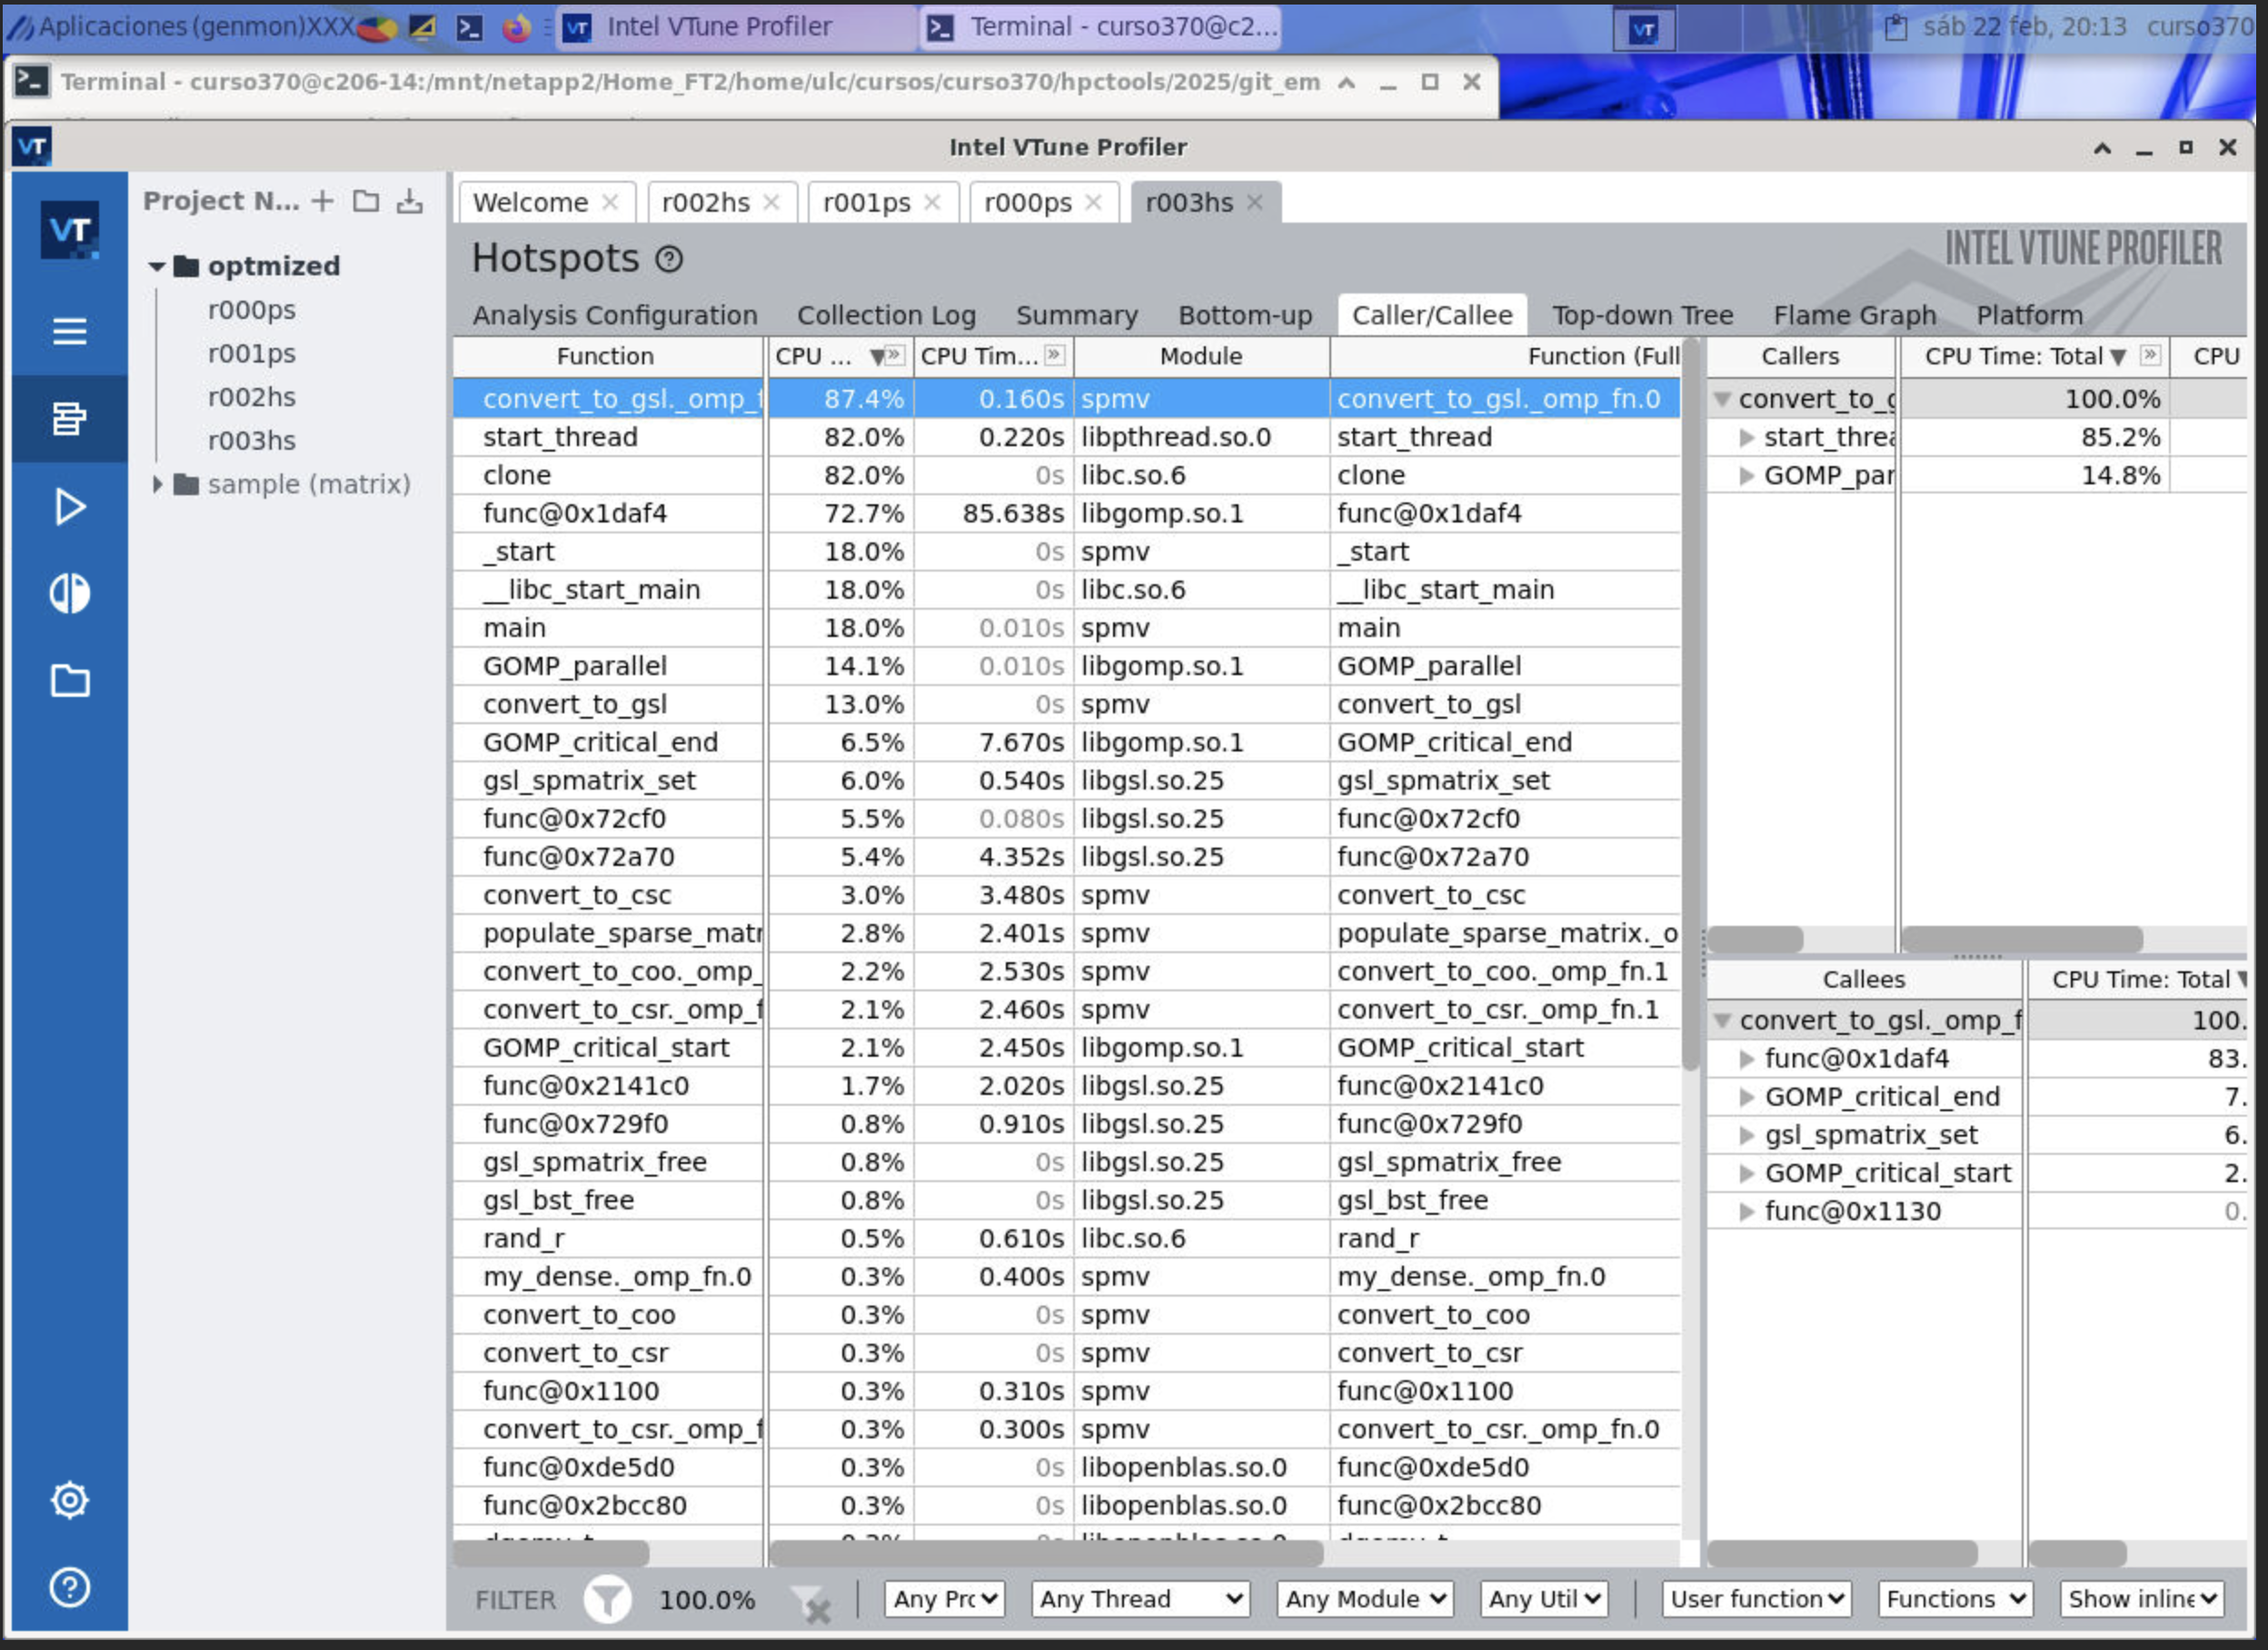 Aplicaciones (genmon)XXX Intel VTune Profiler Terminal - curso370@c2... sáb 22 feb, 20:13 curso370
Terminal - curso370@c206-14:/mnt/netapp2/Home_FT2/home/ulc/cursos/curso370/hpctools/2025/git_em
Intel VTune Profiler
Project N...
optmized
r000ps
r001ps
r002hs
r003hs
sample (matrix)
Welcome r002hs r001ps r000ps r003hs
Hotspots
INTEL VTUNE PROFILER
Analysis Configuration Collection Log Summary Bottom-up Caller/Callee Top-down Tree Flame Graph Platform
Function CPU ... CPU Tim... Module Function (Full
convert_to_gsl._omp_f 87.4% 0.160s spmv convert_to_gsl._omp_fn.0
start_thread 82.0% 0.220s libpthread.so.0 start_thread
clone 82.0% 0s libc.so.6 clone
func@0x1daf4 72.7% 85.638s libgomp.so.1 func@0x1daf4
_start 18.0% 0s spmv _start
__libc_start_main 18.0% 0s libc.so.6 __libc_start_main
main 18.0% 0.010s spmv main
GOMP_parallel 14.1% 0.010s libgomp.so.1 GOMP_parallel
convert_to_gsl 13.0% 0s spmv convert_to_gsl
GOMP_critical_end 6.5% 7.670s libgomp.so.1 GOMP_critical_end
gsl_spmatrix_set 6.0% 0.540s libgsl.so.25 gsl_spmatrix_set
func@0x72cf0 5.5% 0.080s libgsl.so.25 func@0x72cf0
func@0x72a70 5.4% 4.352s libgsl.so.25 func@0x72a70
convert_to_csc 3.0% 3.480s spmv convert_to_csc
populate_sparse_matr 2.8% 2.401s spmv populate_sparse_matrix._o
convert_to_coo._omp_ 2.2% 2.530s spmv convert_to_coo._omp_fn.1
convert_to_csr._omp_f 2.1% 2.460s spmv convert_to_csr._omp_fn.1
GOMP_critical_start 2.1% 2.450s libgomp.so.1 GOMP_critical_start
func@0x2141c0 1.7% 2.020s libgsl.so.25 func@0x2141c0
func@0x729f0 0.8% 0.910s libgsl.so.25 func@0x729f0
gsl_spmatrix_free 0.8% 0s libgsl.so.25 gsl_spmatrix_free
gsl_bst_free 0.8% 0s libgsl.so.25 gsl_bst_free
rand_r 0.5% 0.610s libc.so.6 rand_r
my_dense._omp_fn.0 0.3% 0.400s spmv my_dense._omp_fn.0
convert_to_coo 0.3% 0s spmv convert_to_coo
convert_to_csr 0.3% 0s spmv convert_to_csr
func@0x1100 0.3% 0.310s spmv func@0x1100
convert_to_csr._omp_f 0.3% 0.300s spmv convert_to_csr._omp_fn.0
func@0xde5d0 0.3% 0s libopenblas.so.0 func@0xde5d0
func@0x2bcc80 0.3% 0s libopenblas.so.0 func@0x2bcc80
Callers CPU Time: Total CPU
convert_to_g 100.0%
start_threa 85.2%
GOMP_par 14.8%
Callees CPU Time: Total
convert_to_gsl._omp_f 100.
func@0x1daf4 83.
GOMP_critical_end 7.
gsl_spmatrix_set 6.
GOMP_critical_start 2.
func@0x1130 0.
FILTER 100.0% Any Prc Any Thread Any Module Any Util User function Functions Show inline